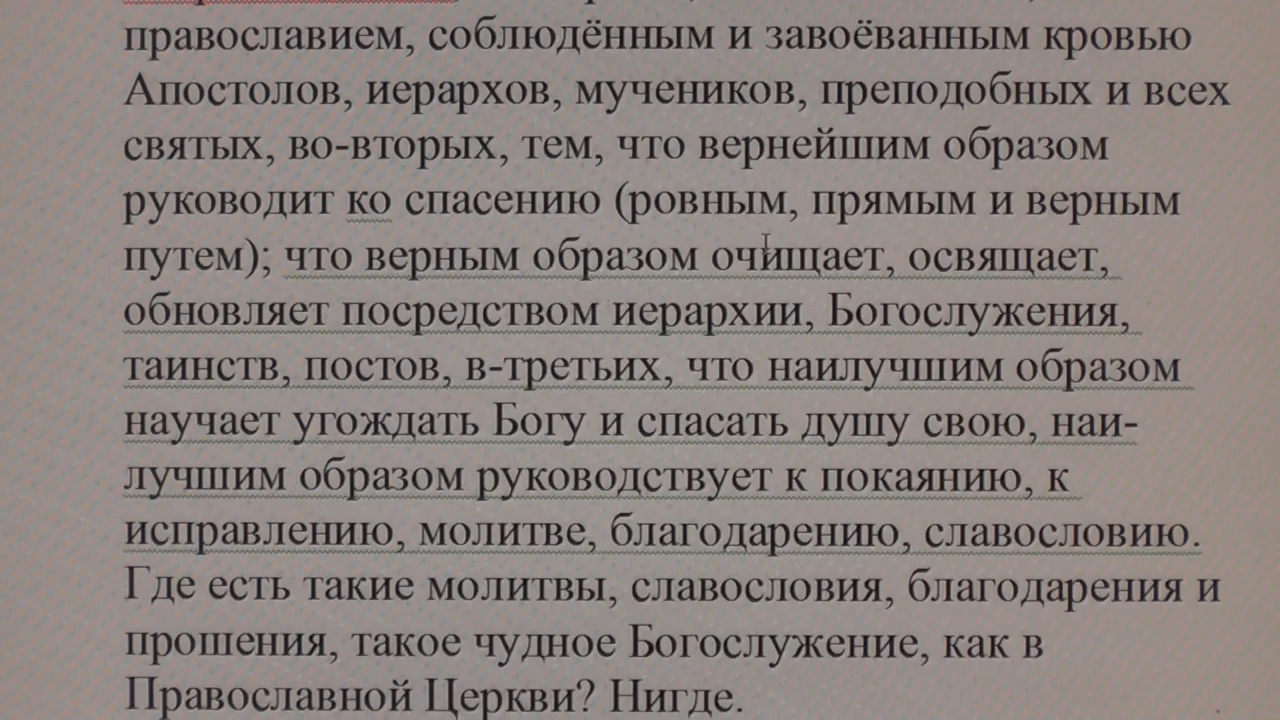 православием, соблюдённым и завоёванным кровью
Апостолов, иерархов, мучеников, преподобных и всех
святых, во-вторых, тем, что вернейшим образом
руководит ко спасению (ровным, прямым и верным
путем); что верным образом очищает, освящает,
обновляет посредством иерархии, Богослужения,
таинств, постов, в-третьих, что наилучшим образом
научает угождать Богу и спасать душу свою, наи-
лучшим образом руководствует к покаянию, к
исправлению, молитве, благодарению, славословию.
Где есть такие молитвы, славословия, благодарения и
прошения, такое чудное Богослужение, как в
Православной Церкви? Нигде.